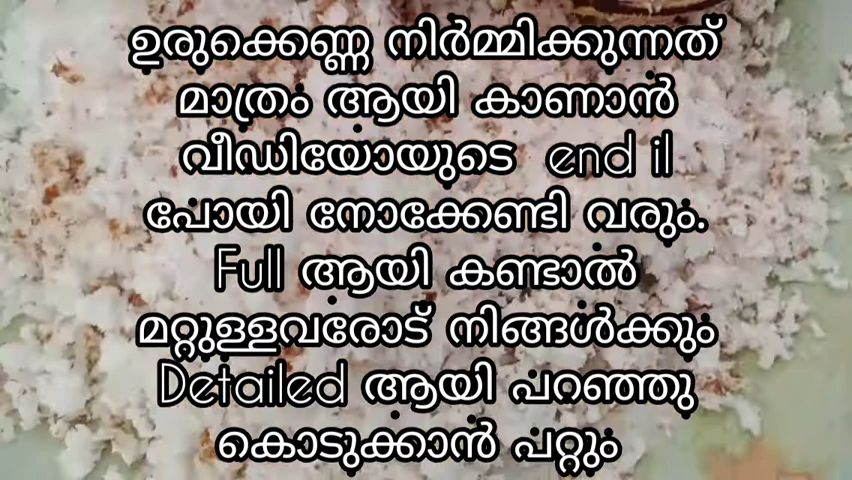 ഉരുക്കെണ്ണ നിർമ്മിക്കുന്നത്
മാത്രം ആയി കാണാൻ
വീഡിയോയുടെ end il
പോയി നോക്കേണ്ടി വരും.
Full ആയി കണ്ടാൽ
മറ്റുള്ളവരോട് നിങ്ങൾക്കും
Detailed ആയി പറഞ്ഞു
കൊടുക്കാൻ പറ്റും